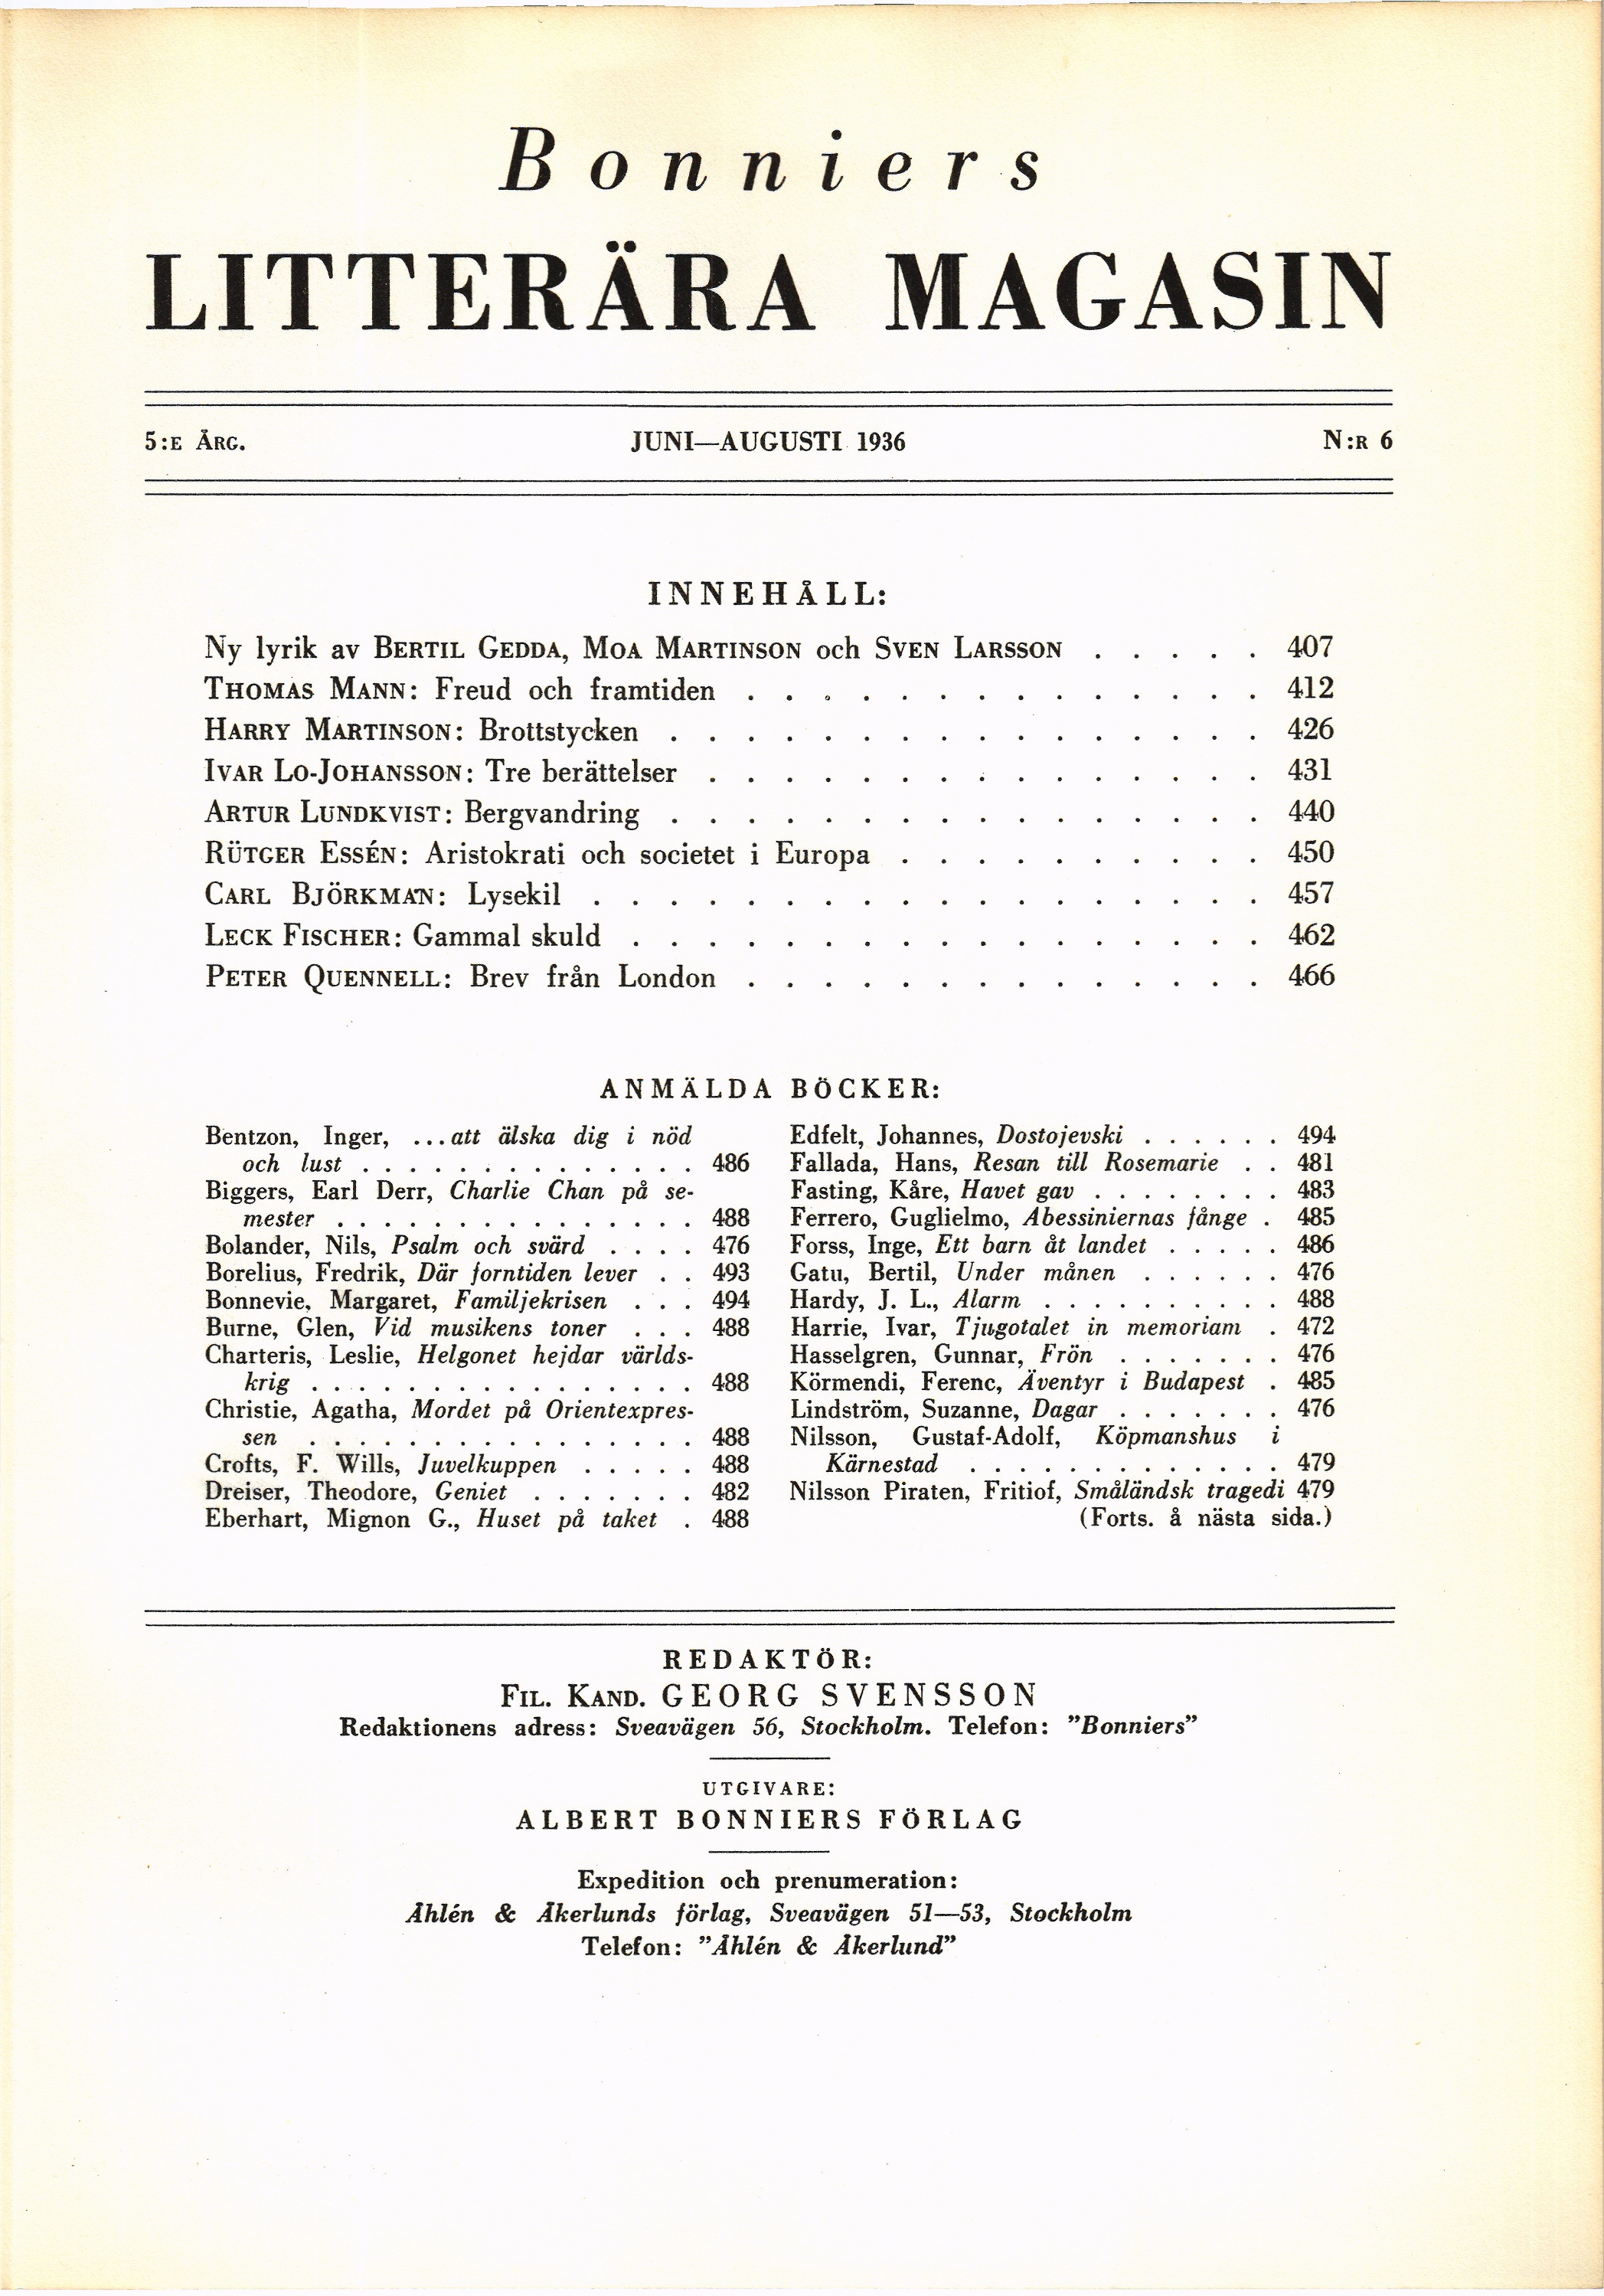 Bonniers
LITTERÄRA MAGASIN
5:E ÅRG. JUNI—AUGUSTI 1936 N:R 6
INNEHÅLL:
Ny lyrik av BERTIL GEDDA, MOA MARTINSON och SVEN LARSSON . . . . . 407
THOMAS MANN: Freud och framtiden . . . . . . . . . . . . . . 412
HARRY MARTINSON: Brottstycken . . . . . . . . . . . . . . . . 426
IVAR LO-JOHANSSON: Tre berättelser . . . . . . . . . . . . . . . 431
ARTUR LUNDKVIST: Bergvandring . . . . . . . . . . . . . . . . 440
RÜTGER ESSÉN: Aristokrati och societet i Europa . . . . . . . . . . 450
CARL BJÖRKMAN: Lysekil . . . . . . . . . . . . . . . . . . 457
LECK FISCHER: Gammal skuld . . . . . . . . . . . . . . . . . 462
PETER QUENNELL: Brev från London . . . . . . . . . . . . . . 466
ANMÄLDA BÖCKER:
Bentzon, Inger, ...att älska dig i nöd
och lust . . . . . . . . . . . . . . 486
Biggers, Earl Derr, Charlie Chan på se-
mester . . . . . . . . . . . . . . . 488
Bolander, Nils, Psalm och svärd . . . . 476
Borelius, Fredrik, Där forntiden lever . . 493
Bonnevie, Margaret, Familjekrisen . . . 494
Burne, Glen, Vid musikens toner . . . 488
Charteris, Leslie, Helgonet hejdar världs-
krig . . . . . . . . . . . . . . . . 488
Christie, Agatha, Mordet på Orientexpres-
sen . . . . . . . . . . . . . . . . 488
Crofts, F. Wills, Juvelkuppen . . . . . 488
Dreiser, Theodore, Geniet . . . . . . . 482
Eberhart, Mignon G., Huset på taket . 488
Edfelt, Johannes, Dostojevski . . . . . . 494
Fallada, Hans, Resan till Rosemarie . . 481
Fasting, Kåre, Havet gav . . . . . . . . 483
Ferrero, Guglielmo, Abessiniernas fånge . 485
Forss, Inge, Ett barn åt landet . . . . . 486
Gatu, Bertil, Under månen . . . . . . 476
Hardy, J. L., Alarm . . . . . . . . . . 488
Harrie, Ivar, Tjugotalet in memoriam . 472
Hasselgren, Gunnar, Frön . . . . . . . 476
Körmendi, Ferenc, Äventyr i Budapest . 485
Lindström, Suzanne, Dagar . . . . . . . 476
Nilsson, Gustaf-Adolf, Köpmanshus i
Kärnestad . . . . . . . . . . . . . 479
Nilsson Piraten, Fritiof, Småländsk tragedi 479
(Forts. å nästa sida.)
REDAKTÖR:
FIL. KAND. GEORG SVENSSON
Redaktionens adress: Sveavägen 56, Stockholm. Telefon: ”Bonniers”
UTGIVARE:
ALBERT BONNIERS FÖRLAG
Expedition och prenumeration:
Åhlén & Åkerlunds förlag, Sveavägen 51—53, Stockholm
Telefon: ”Åhlén & Åkerlund”